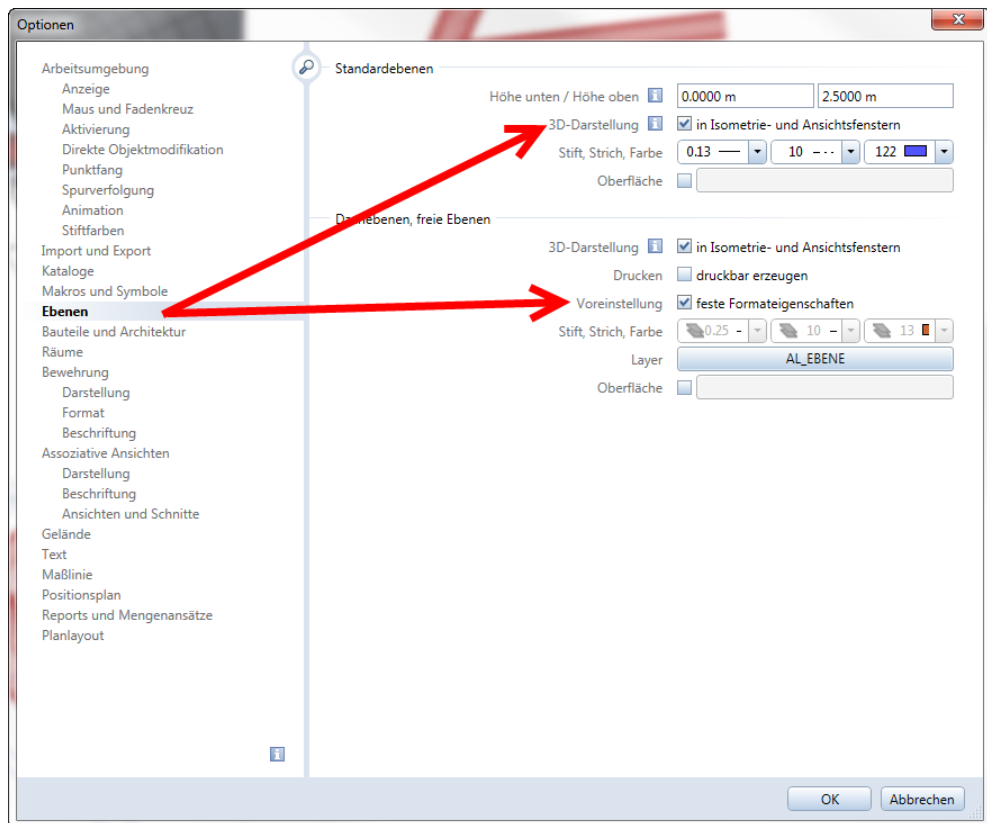 Optionen
Arbeitsumgebung
Anzeige
Maus und Fadenkreuz
Aktivierung
Direkte Objektmodifikation
Punktfang
Spurverfolgung
Animation
Stiftfarben
Import und Export
Kataloge
Makros und Symbole
Ebenen
Bauteile und Architektur
Räume
Bewehrung
Darstellung
Format
Beschriftung
Assoziative Ansichten
Darstellung
Beschriftung
Ansichten und Schnitte
Gelände
Text
Maßlinie
Positionsplan
Reports und Mengenansätze
Planlayout
Standardebenen
Höhe unten / Höhe oben 0.0000 m 2.5000 m
3D-Darstellung in Isometrie- und Ansichtsfenstern
Stift, Strich, Farbe 0.13 10 122
Oberfläche
Dachebenen, freie Ebenen
3D-Darstellung in Isometrie- und Ansichtsfenstern
Drucken druckbar erzeugen
Voreinstellung feste Formateigenschaften
Stift, Strich, Farbe 0.25 10 13
Layer AL_EBENE
Oberfläche
OK Abbrechen